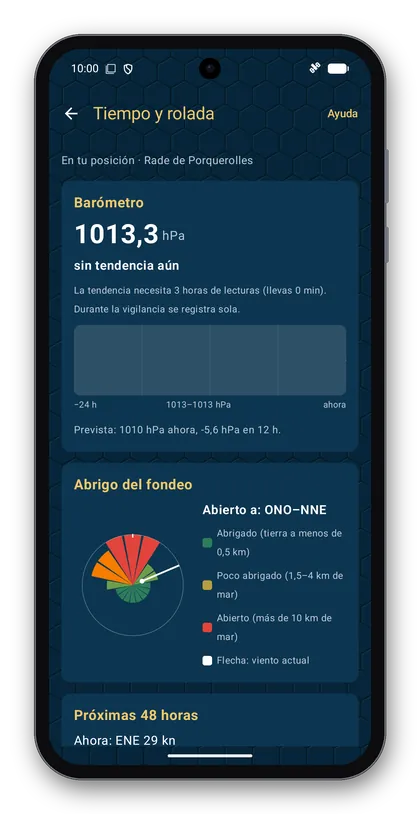 10:00
Tiempo y rolada
Ayuda
En tu posición · Rade de Porquerolles
Barómetro
1013,3 hPa
sin tendencia aún
La tendencia necesita 3 horas de lecturas (llevas 0 min).
Durante la vigilancia se registra sola.
−24 h
1013–1013 hPa
ahora
Prevista: 1010 hPa ahora, -5,6 hPa en 12 h.
Abrigo del fondeo
Abierto a: ONO–NNE
Abrigado (tierra a menos de
0,5 km)
Poco abrigado (1,5–4 km de
mar)
Abierto (más de 10 km de
mar)
Flecha: viento actual
Próximas 48 horas
Ahora: ENE 29 kn